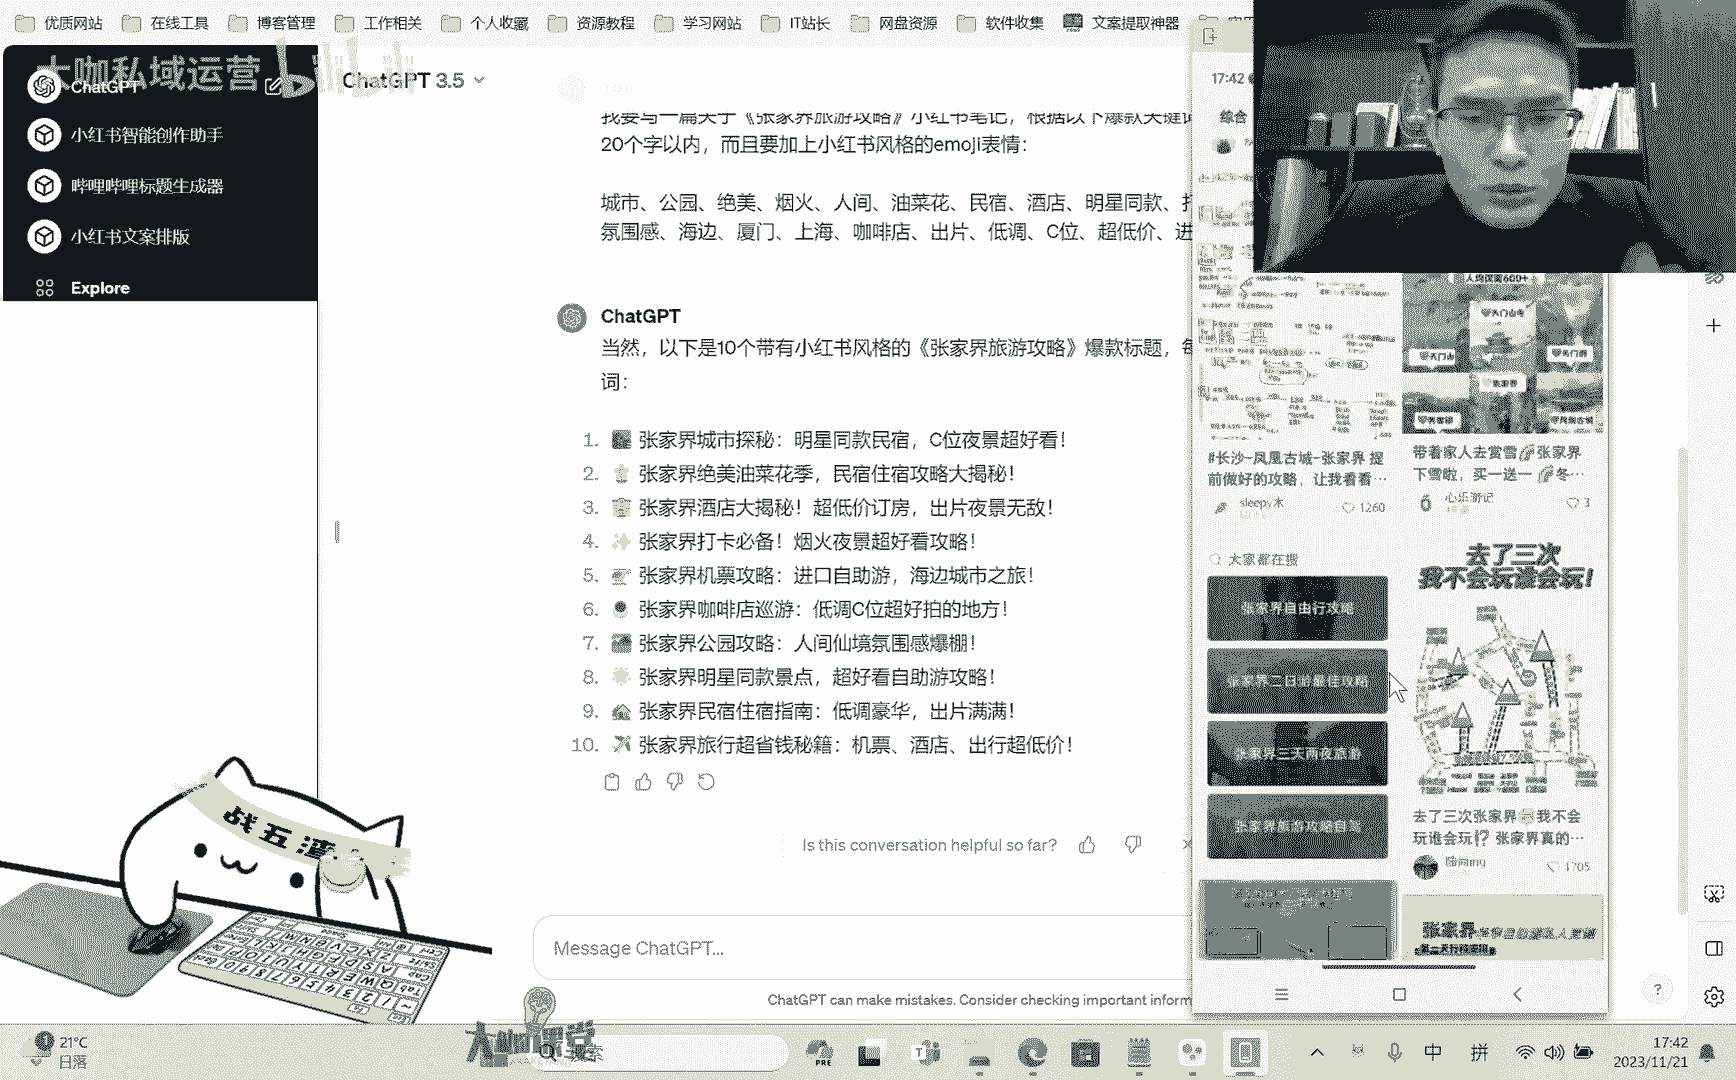 优质网站
在线工具
博客管理
工作相关
个人收藏
资源教程
学习网站
IT站长
网盘资源
软件收集
文案提取神器
大咖私域运营
bilibili
ChatGPT
小红书智能创作助手
哔哩哔哩标题生成器
小红书文案排版
Explore
ChatGPT 3.5
我要写一篇关于《张家界旅游攻略》小红书笔记，根据以下爆款关键
20个字以内，而且要加上小红书风格的emoji表情：
城市、公园、绝美、烟火、人间、油菜花、民宿、酒店、明星同款、
氛围感、海边、厦门、上海、咖啡店、出片、低调、C位、超低价、进
ChatGPT
当然，以下是10个带有小红书风格的《张家界旅游攻略》爆款标题，每
词：
1. 张家界城市探秘：明星同款民宿，C位夜景超好看！
2. 张家界绝美油菜花季，民宿住宿攻略大揭秘！
3. 张家界酒店大揭秘！超低价订房，出片夜景无敌！
4. 张家界打卡必备！烟火夜景超好看攻略！
5. 张家界机票攻略：进口自助游，海边城市之旅！
6. 张家界咖啡店巡游：低调C位超好拍的地方！
7. 张家界公园攻略：人间仙境氛围感爆棚！
8. 张家界明星同款景点，超好看自助游攻略！
9. 张家界民宿住宿指南：低调豪华，出片满满！
10. 张家界旅行超省钱秘籍：机票、酒店、出行超低价！
Is this conversation helpful so far?
Message ChatGPT...
ChatGPT can make mistakes. Consider checking important inform
17:42
综合
天门山寺
天门山
张家界
#长沙-凤凰古城-张家界 提
前做好的攻略，让我看看…
sleepy木
1260
带着家人去赏雪 张家界
下雪啦，买一送一 冬…
心乐游记
3
大家都在搜
张家界自由行攻略
张家界二日游最佳攻略
张家界三天两夜旅游
张家界旅游攻略自驾
去了三次
我不会玩谁会玩！
去了三次张家界 我不会
玩谁会玩⁉ 张家界真的…
1705
张家界
战五渣
大咖课堂
搜索
21°C
日落
PRE
中
拼
17:42
2023/11/21